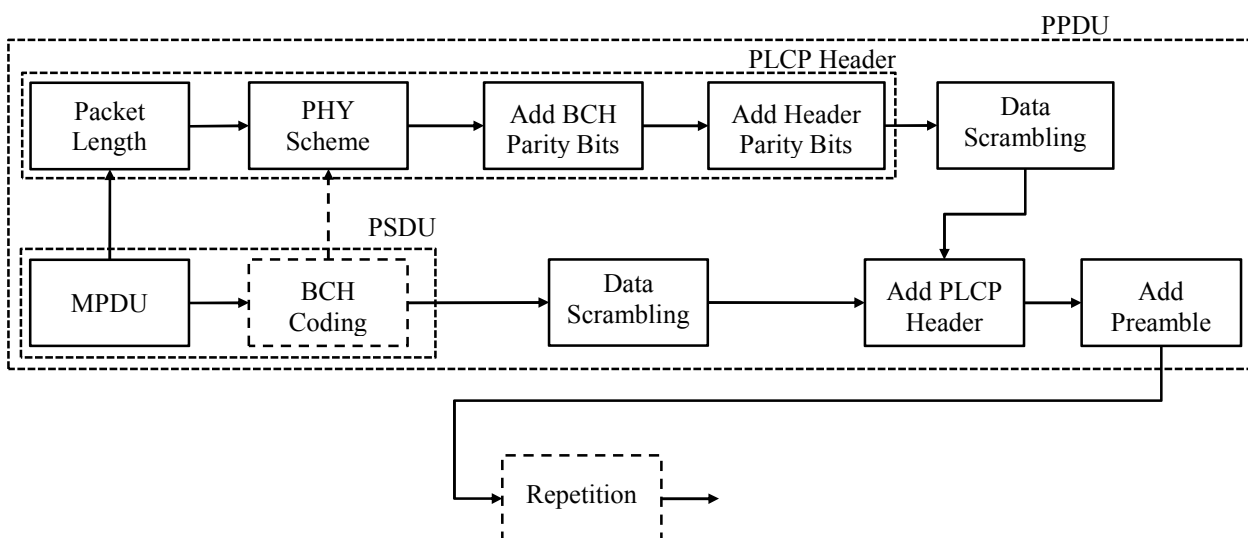 PPDU
PLCP Header
Packet
Length
PHY
Scheme
Add BCH
Parity Bits
Add Header
Parity Bits
Data
Scrambling
PSDU
MPDU
BCH
Coding
Data
Scrambling
Add PLCP
Header
Add
Preamble
Repetition